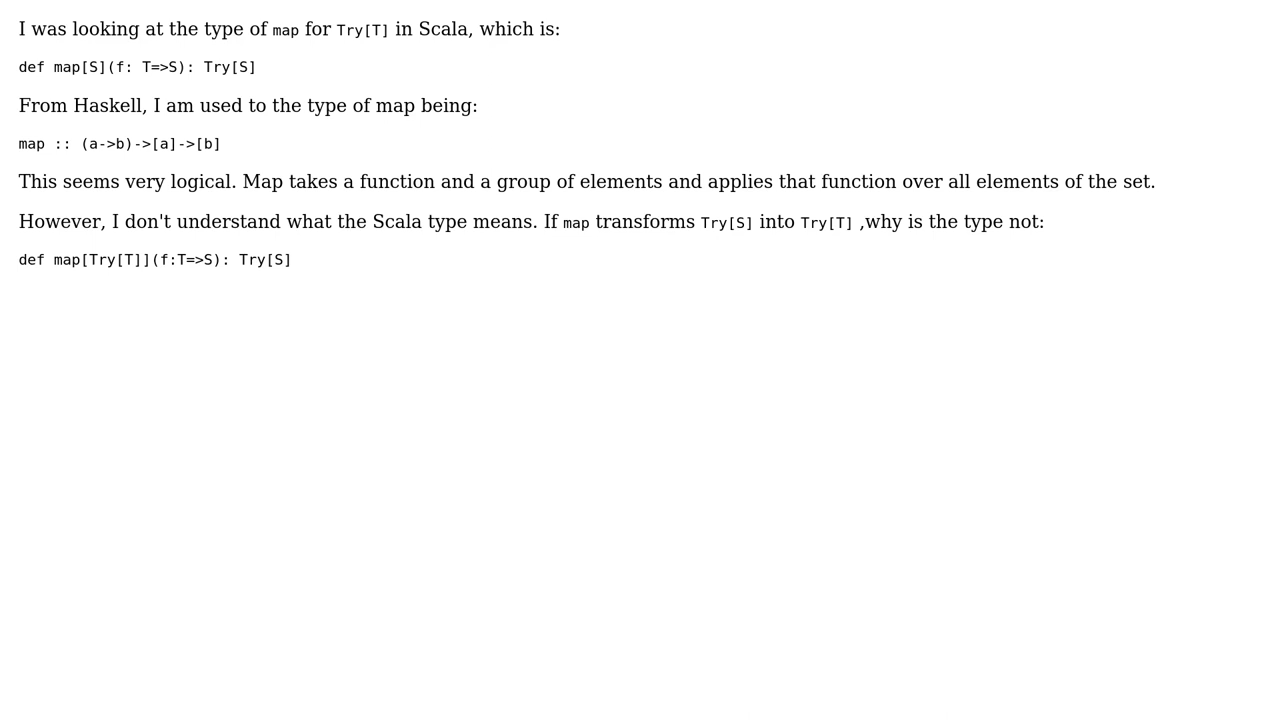 I was looking at the type of map for Try[T] in Scala, which is:
def map[S](f: T=>S): Try[S]
From Haskell, I am used to the type of map being:
map :: (a->b)->[a]->[b]
This seems very logical. Map takes a function and a group of elements and applies that function over all elements of the set.
However, I don't understand what the Scala type means. If map transforms Try[S] into Try[T] ,why is the type not:
def map[Try[T]](f:T=>S): Try[S]